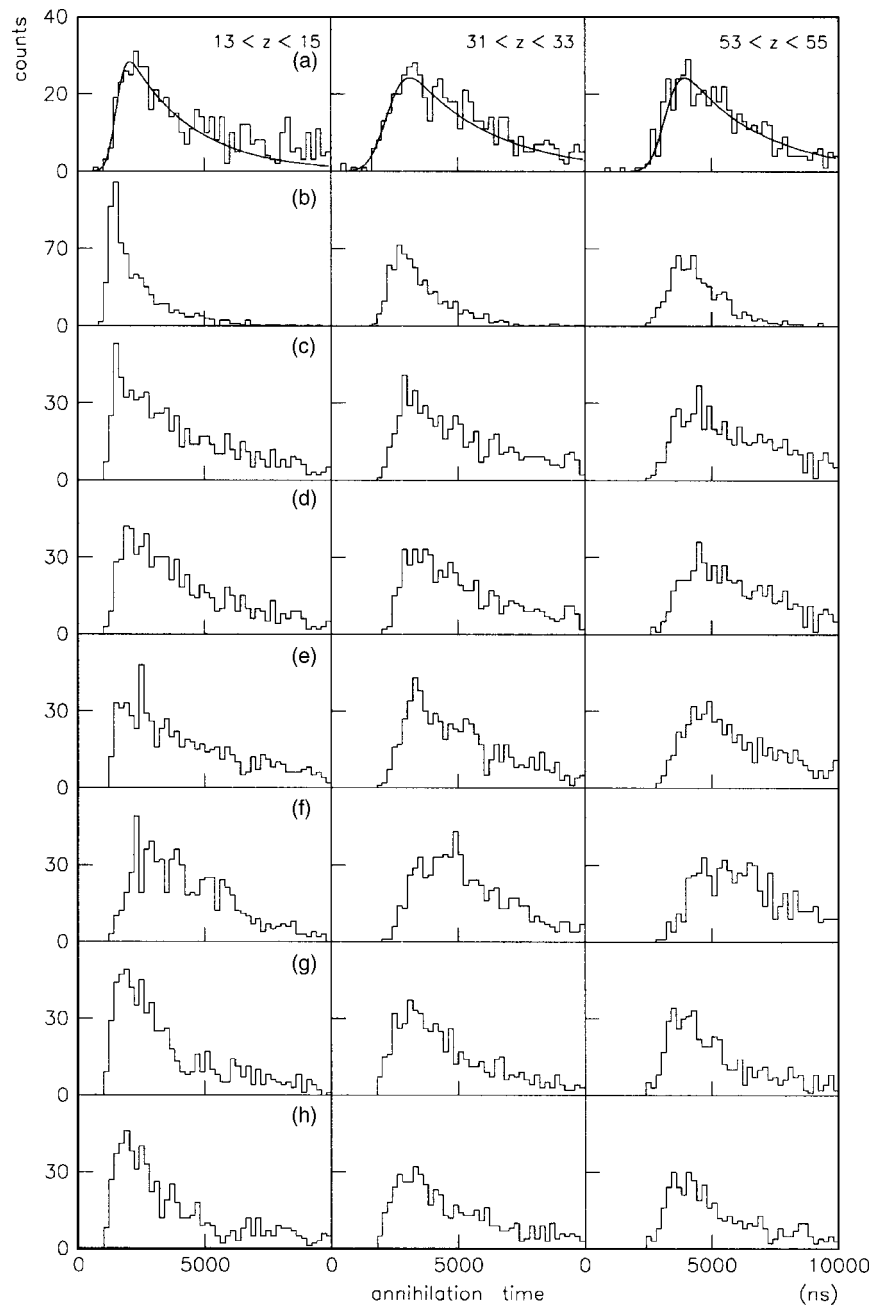 counts
40
20
0
(a)
13 < z < 15
31 < z < 33
53 < z < 55
(b)
70
0
(c)
30
0
(d)
30
0
(e)
30
0
(f)
30
0
(g)
30
0
(h)
30
0
0 5000 0 5000 0 5000 10000
annihilation time (ns)